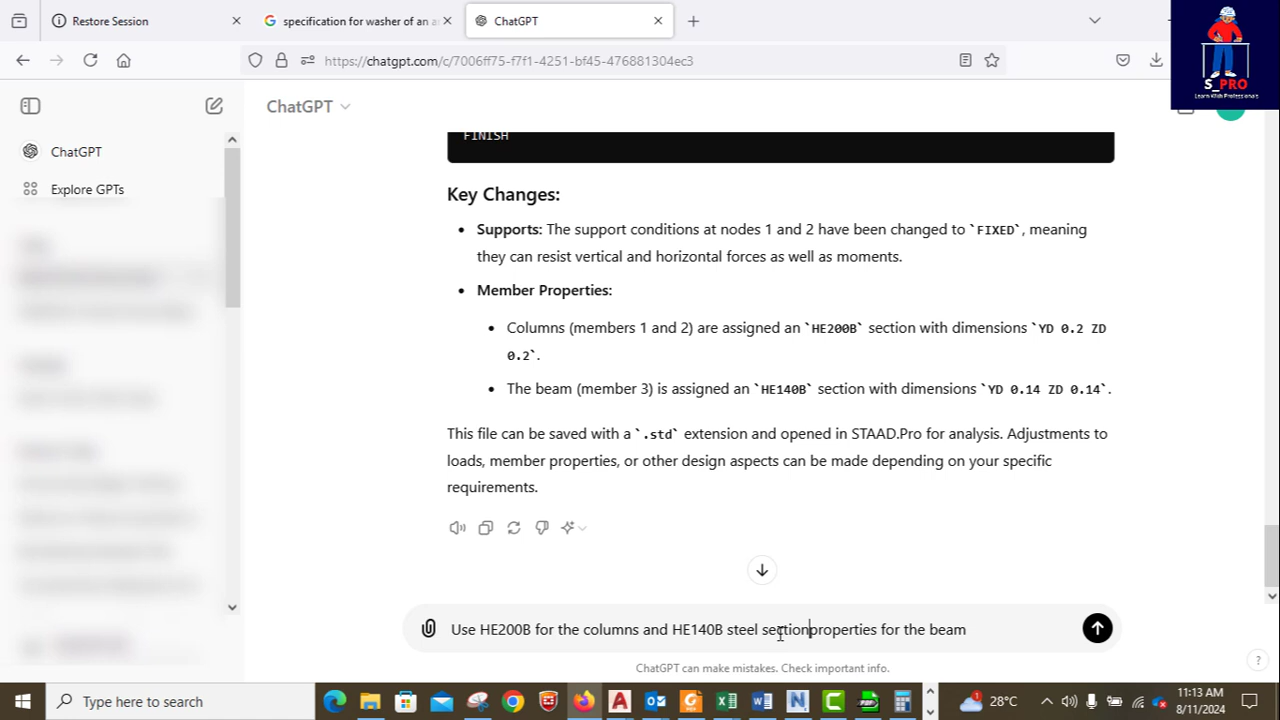 Restore Session
specification for washer of an a
ChatGPT
S_PRO
Learn With Professionals
https://chatgpt.com/c/7006ff75-f7f1-4251-bf45-476881304ec3
ChatGPT
ChatGPT
Explore GPTs
FINISH
Key Changes:
• Supports: The support conditions at nodes 1 and 2 have been changed to `FIXED`, meaning
they can resist vertical and horizontal forces as well as moments.
• Member Properties:
• Columns (members 1 and 2) are assigned an `HE200B` section with dimensions `YD 0.2 ZD
0.2`.
• The beam (member 3) is assigned an `HE140B` section with dimensions `YD 0.14 ZD 0.14`.
This file can be saved with a `.std` extension and opened in STAAD.Pro for analysis. Adjustments to
loads, member properties, or other design aspects can be made depending on your specific
requirements.
Use HE200B for the columns and HE140B steel sectionproperties for the beam
ChatGPT can make mistakes. Check important info.
?
Type here to search
28°C
11:13 AM
8/11/2024